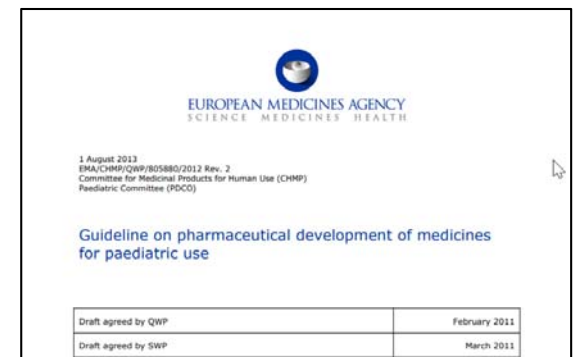 EUROPEAN MEDICINES AGENCY
SCIENCE MEDICINES HEALTH
1 August 2013
EMA/CHMP/QWP/805880/2012 Rev. 2
Committee for Medicinal Products for Human Use (CHMP)
Paediatric Committee (PDCO)
Guideline on pharmaceutical development of medicines
for paediatric use
Draft agreed by QWP February 2011
Draft agreed by SWP March 2011